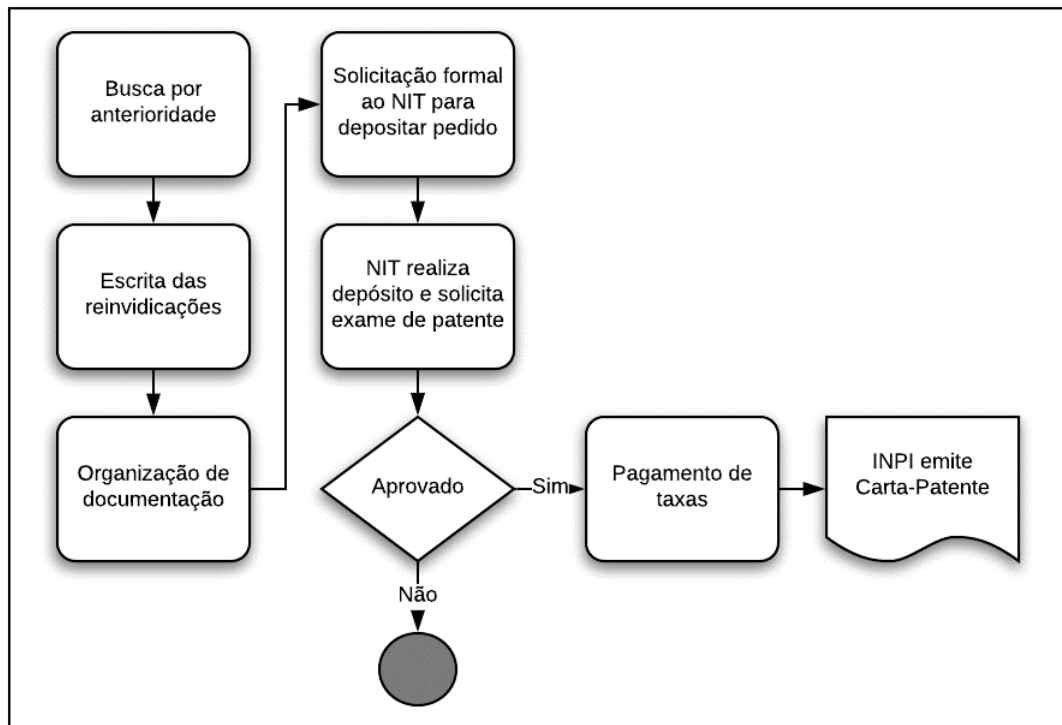 Busca por
anterioridade
Escrita das
reinvidicações
Organização de
documentação
Solicitação formal
ao NIT para
depositar pedido
NIT realiza
depósito e solicita
exame de patente
Aprovado
Sim
Não
Pagamento de
taxas
INPI emite
Carta-Patente